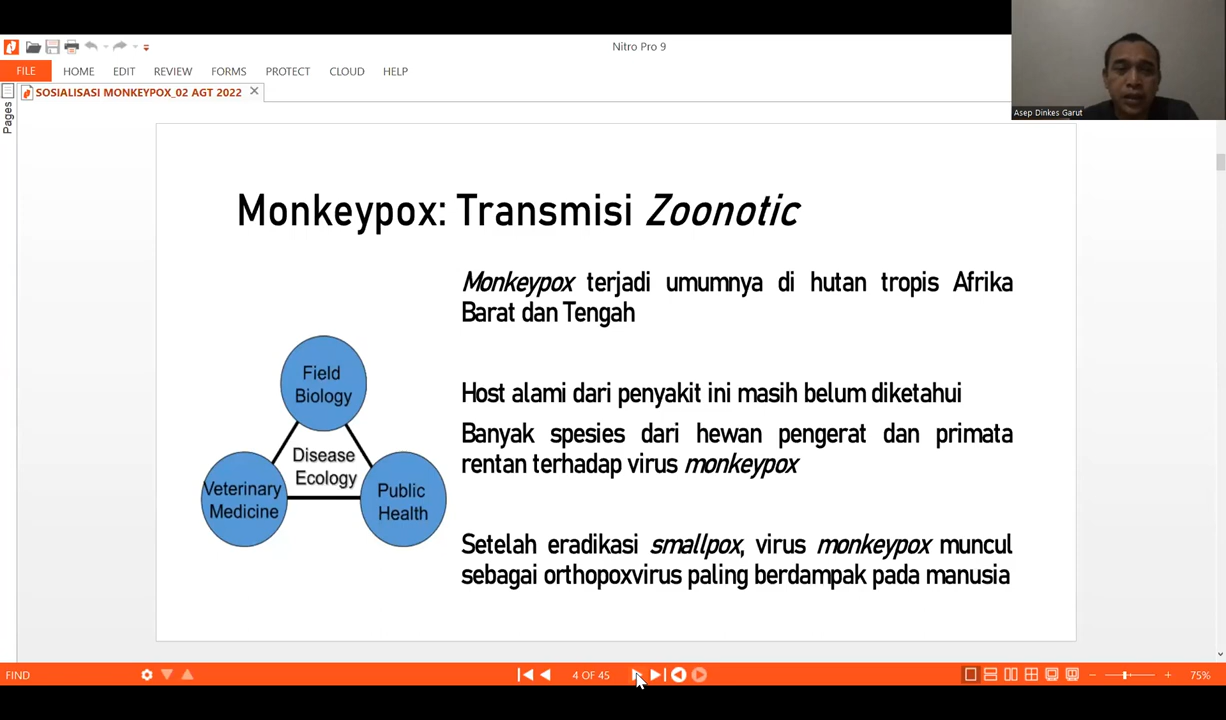 Nitro Pro 9
FILE HOME EDIT REVIEW FORMS PROTECT CLOUD HELP
SOSIALISASI MONKEYPOX_02 AGT 2022
Asep Dinkes Garut
Pages
Monkeypox: Transmisi Zoonotic
Monkeypox terjadi umumnya di hutan tropis Afrika
Barat dan Tengah
Host alami dari penyakit ini masih belum diketahui
Banyak spesies dari hewan pengerat dan primata
rentan terhadap virus monkeypox
Setelah eradikasi smallpox, virus monkeypox muncul
sebagai orthopoxvirus paling berdampak pada manusia
Field
Biology
Disease
Ecology
Veterinary
Medicine
Public
Health
FIND
4 OF 45
75%